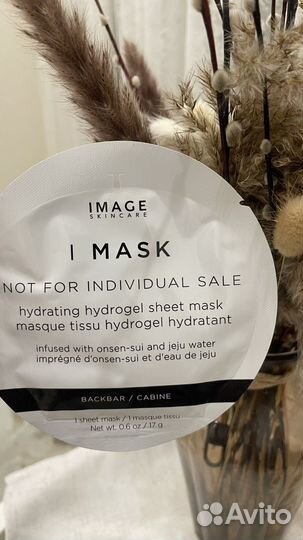 IMAGE
SKINCARE
I MASK
NOT FOR INDIVIDUAL SALE
hydrating hydrogel sheet mask
masque tissu hydrogel hydratant
infused with onsen-sui and jeju water
imprégné d'onsen-sui et d'eau de jeju
BACKBAR / CABINE
1 sheet mask / 1 masque tissu
Net wt. 0.6 oz / 17 g
Avito